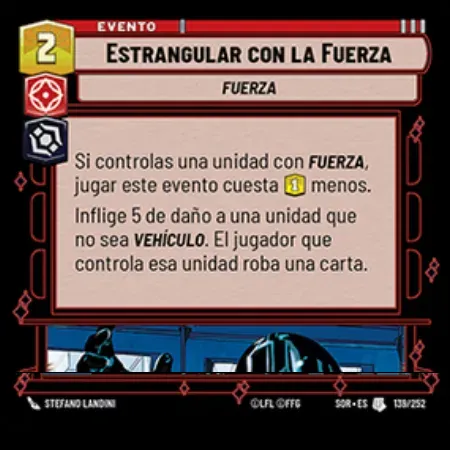 EVENTO
2
ESTRANGULAR CON LA FUERZA
FUERZA
Si controlas una unidad con FUERZA,
jugar este evento cuesta 1 menos.
Inflige 5 de daño a una unidad que
no sea VEHÍCULO. El jugador que
controla esa unidad roba una carta.
STEFANO LANDINI ©LFL ©FFG SOR • ES 139/252